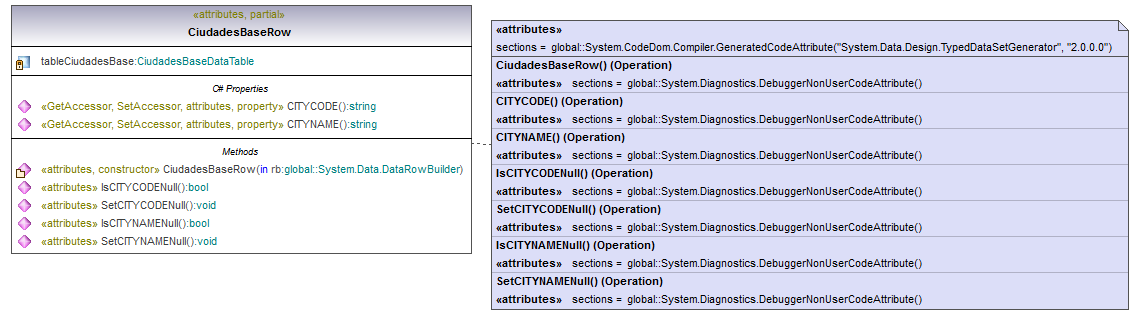 «attributes, partial»
CiudadesBaseRow
tableCiudadesBase:CiudadesBaseDataTable
C# Properties
«GetAccessor, SetAccessor, attributes, property» CITYCODE():string
«GetAccessor, SetAccessor, attributes, property» CITYNAME():string
Methods
«attributes, constructor» CiudadesBaseRow(in rb:global::System.Data.DataRowBuilder)
«attributes» IsCITYCODENull():bool
«attributes» SetCITYCODENull():void
«attributes» IsCITYNAMENull():bool
«attributes» SetCITYNAMENull():void
«attributes»
sections = global::System.CodeDom.Compiler.GeneratedCodeAttribute("System.Data.Design.TypedDataSetGenerator", "2.0.0.0")
CiudadesBaseRow() (Operation)
«attributes» sections = global::System.Diagnostics.DebuggerNonUserCodeAttribute()
CITYCODE() (Operation)
«attributes» sections = global::System.Diagnostics.DebuggerNonUserCodeAttribute()
CITYNAME() (Operation)
«attributes» sections = global::System.Diagnostics.DebuggerNonUserCodeAttribute()
IsCITYCODENull() (Operation)
«attributes» sections = global::System.Diagnostics.DebuggerNonUserCodeAttribute()
SetCITYCODENull() (Operation)
«attributes» sections = global::System.Diagnostics.DebuggerNonUserCodeAttribute()
IsCITYNAMENull() (Operation)
«attributes» sections = global::System.Diagnostics.DebuggerNonUserCodeAttribute()
SetCITYNAMENull() (Operation)
«attributes» sections = global::System.Diagnostics.DebuggerNonUserCodeAttribute()